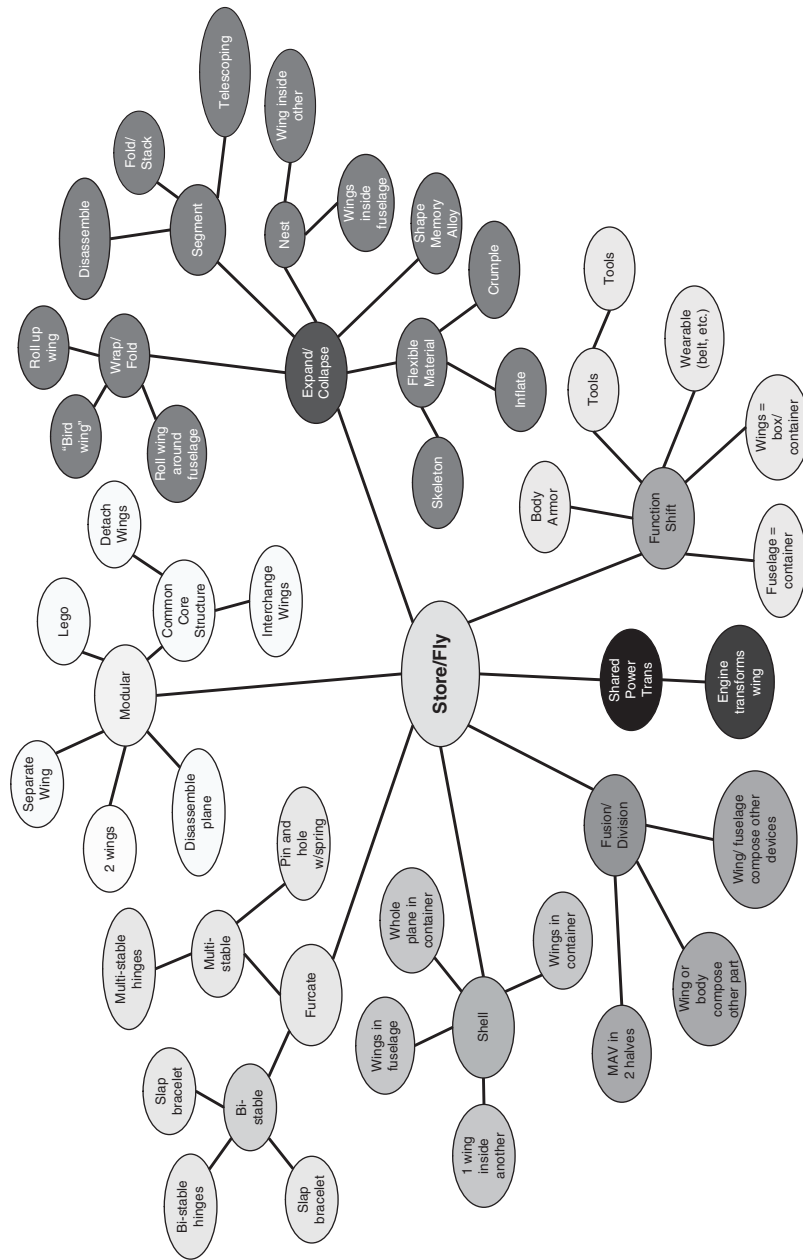 Store/Fly
Modular
Separate
Wing
2 wings
Disassemble
plane
Lego
Common
Core
Structure
Detach
Wings
Interchange
Wings
Expand/
Collapse
Wrap/
Fold
"Bird
wing"
Roll up
wing
Roll wing
around
fuselage
Segment
Disassemble
Fold/
Stack
Telescoping
Nest
Wing inside
other
Wings
inside
fuselage
Shape
Memory
Alloy
Flexible
Material
Crumple
Inflate
Skeleton
Function
Shift
Body
Armor
Tools
Tools
Wearable
(belt, etc.)
Wings =
box/
container
Fuselage =
container
Shared
Power
Trans
Engine
transforms
wing
Fusion/
Division
Wing/ fuselage
compose other
devices
Wing or
body
compose
other part
MAV in
2 halves
Shell
Whole
plane in
container
Wings in
container
Wings in
fuselage
1 wing
inside
another
Furcate
Multi-
stable
Multi-stable
hinges
Pin and
hole
w/spring
Bi-
stable
Slap
bracelet
Bi-stable
hinges
Slap
bracelet